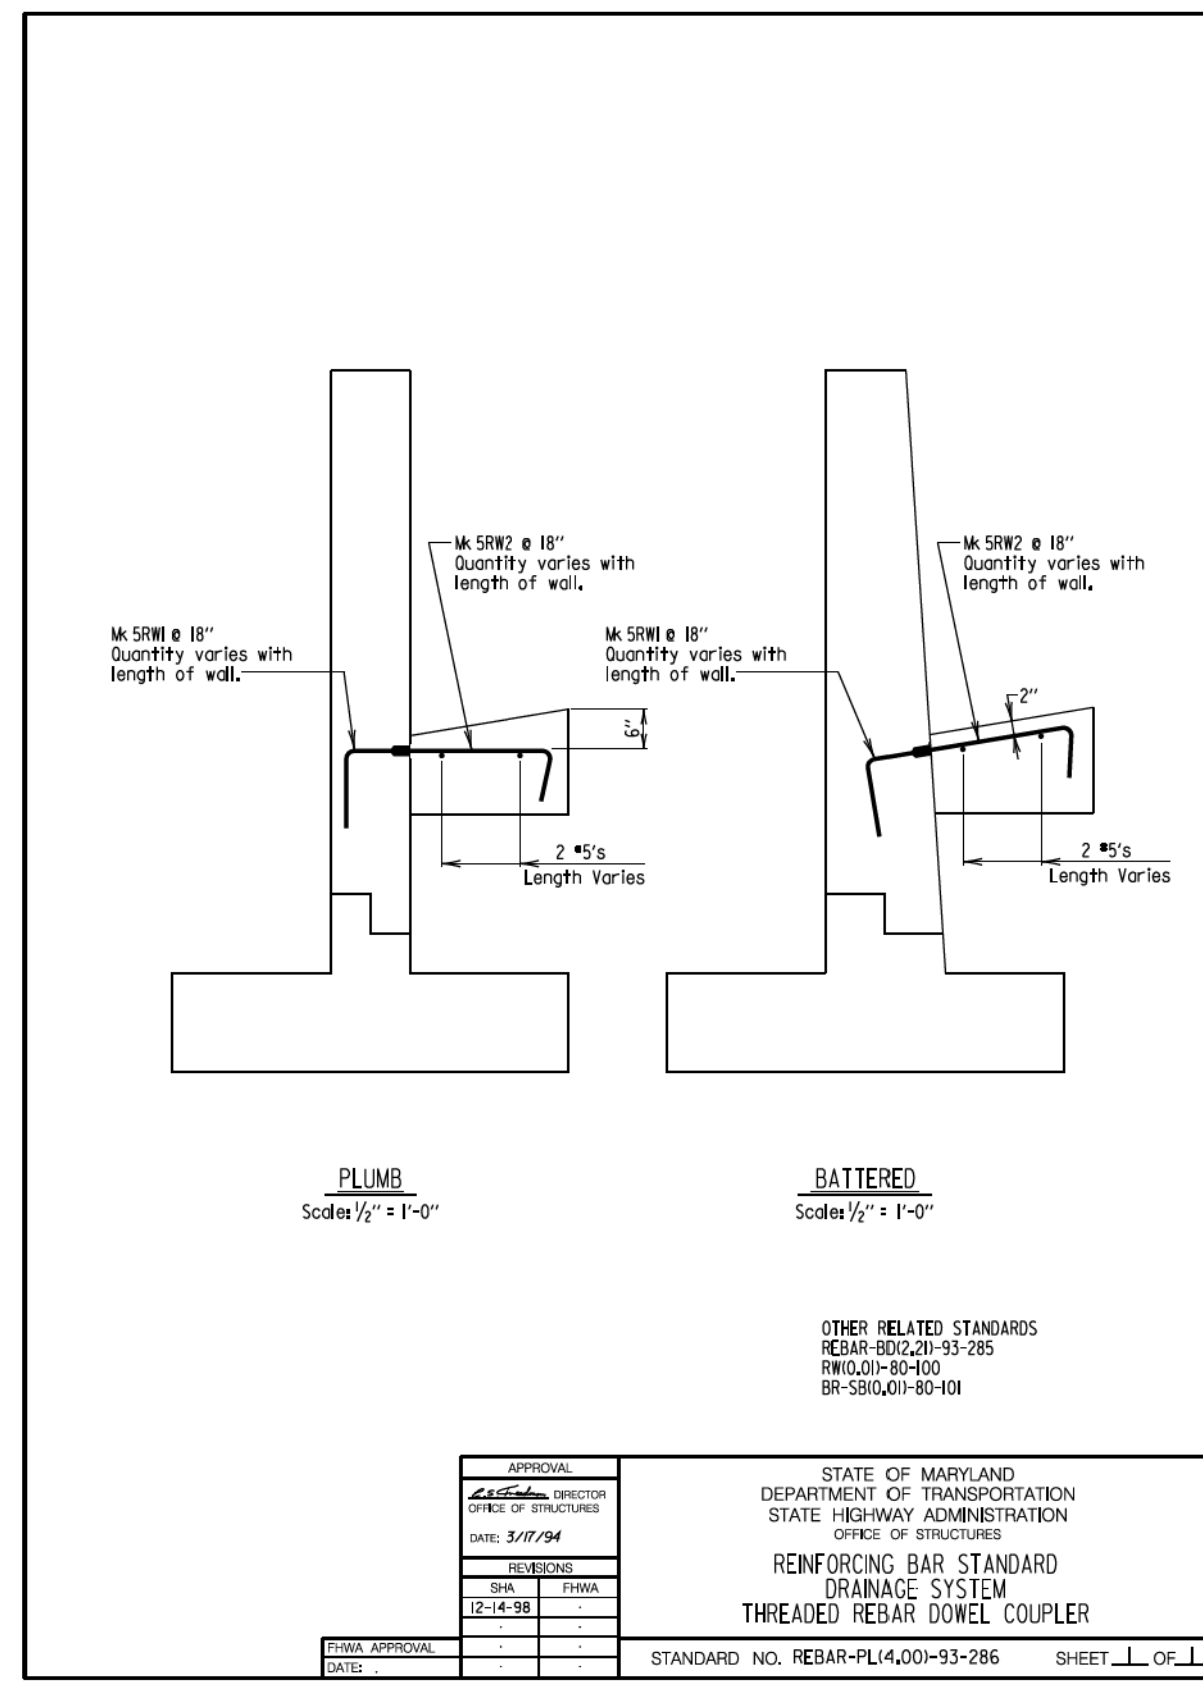 Mk 5RW2 @ 18"
Quantity varies with
length of wall.
Mk 5RW1 @ 18"
Quantity varies with
length of wall.
6"
2 #5's
Length Varies
Mk 5RW2 @ 18"
Quantity varies with
length of wall.
Mk 5RW1 @ 18"
Quantity varies with
length of wall.
2"
2 #5's
Length Varies
PLUMB
Scale: 1/2" = 1'-0"
BATTERED
Scale: 1/2" = 1'-0"
OTHER RELATED STANDARDS
REBAR-BD(2.21)-93-285
RW(0.01)-80-100
BR-SB(0.01)-80-101
APPROVAL
DIRECTOR
OFFICE OF STRUCTURES
DATE: 3/17/94
REVISIONS
SHA FHWA
12-14-98
FHWA APPROVAL
DATE:
STATE OF MARYLAND
DEPARTMENT OF TRANSPORTATION
STATE HIGHWAY ADMINISTRATION
OFFICE OF STRUCTURES
REINFORCING BAR STANDARD
DRAINAGE SYSTEM
THREADED REBAR DOWEL COUPLER
STANDARD NO. REBAR-PL(4.00)-93-286 SHEET 1 OF 1